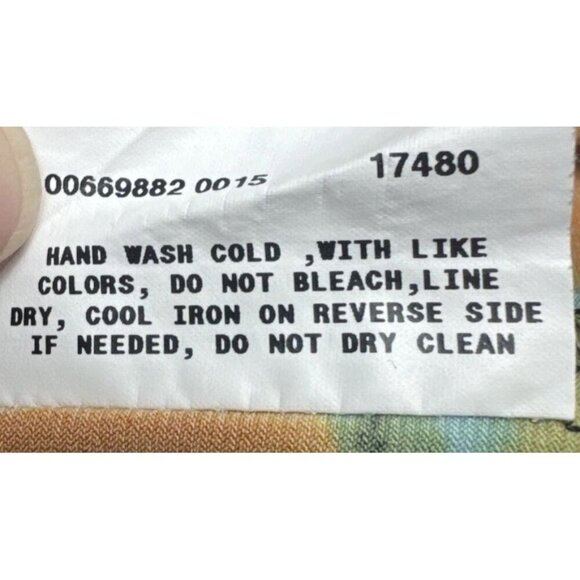 00669882 0015 17480
HAND WASH COLD ,WITH LIKE
COLORS, DO NOT BLEACH,LINE
DRY, COOL IRON ON REVERSE SIDE
IF NEEDED, DO NOT DRY CLEAN